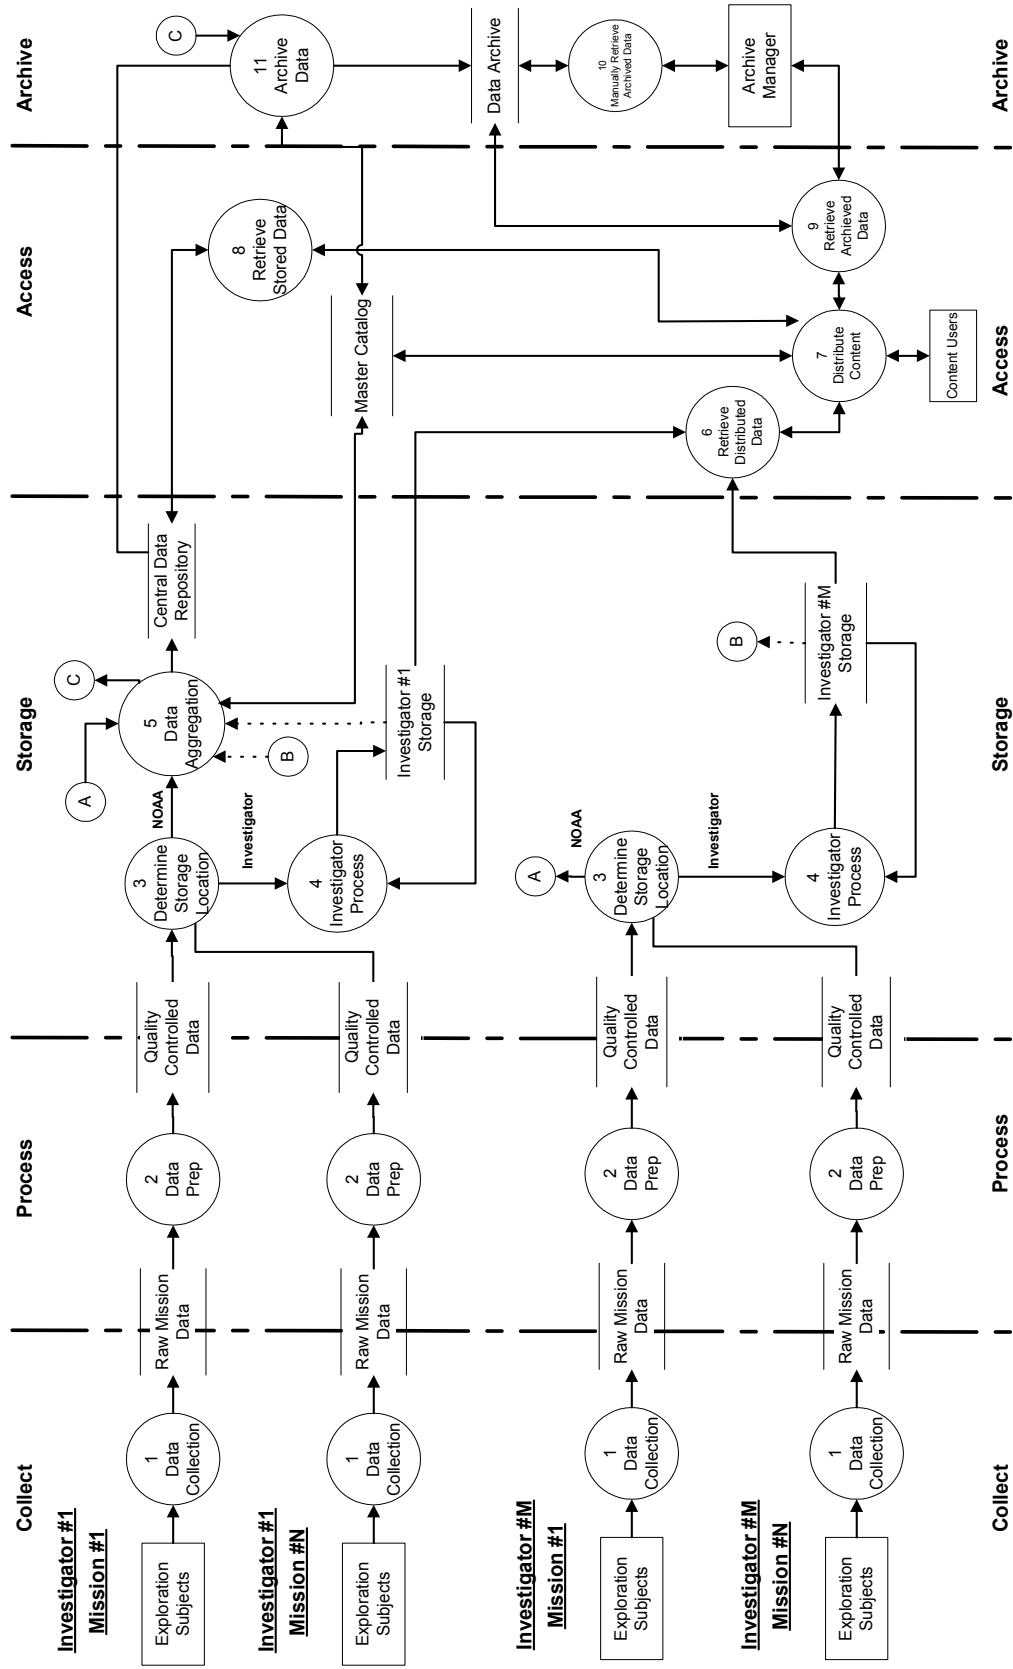 Collect
Process
Storage
Access
Archive
Investigator #1
Mission #1
Exploration
Subjects
1
Data
Collection
Raw Mission
Data
2
Data
Prep
Quality
Controlled
Data
3
Determine
Storage
Location
NOAA
A
5
Data
Aggregation
C
Central Data
Repository
8
Retrieve
Stored Data
11
Archive
Data
C
Investigator #1
Mission #N
Exploration
Subjects
1
Data
Collection
Raw Mission
Data
2
Data
Prep
Quality
Controlled
Data
Investigator
4
Investigator
Process
B
Investigator #1
Storage
Master Catalog
Data Archive
10
Manually Retrieve
Archived Data
Archive
Manager
Investigator #M
Mission #1
Exploration
Subjects
1
Data
Collection
Raw Mission
Data
2
Data
Prep
Quality
Controlled
Data
A
NOAA
3
Determine
Storage
Location
Investigator
B
6
Retrieve
Distributed
Data
7
Distribute
Content
9
Retrieve
Archieved
Data
Investigator #M
Mission #N
Exploration
Subjects
1
Data
Collection
Raw Mission
Data
2
Data
Prep
Quality
Controlled
Data
4
Investigator
Process
Investigator #M
Storage
Content Users
Collect
Process
Storage
Access
Archive